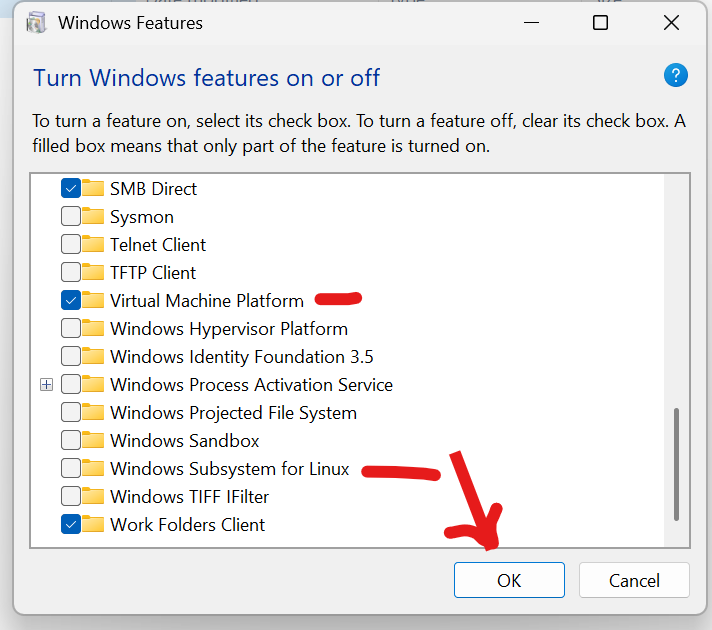 Windows Features
Turn Windows features on or off
?
To turn a feature on, select its check box. To turn a feature off, clear its check box. A
filled box means that only part of the feature is turned on.
SMB Direct
Sysmon
Telnet Client
TFTP Client
Virtual Machine Platform
Windows Hypervisor Platform
Windows Identity Foundation 3.5
Windows Process Activation Service
Windows Projected File System
Windows Sandbox
Windows Subsystem for Linux
Windows TIFF IFilter
Work Folders Client
OK
Cancel